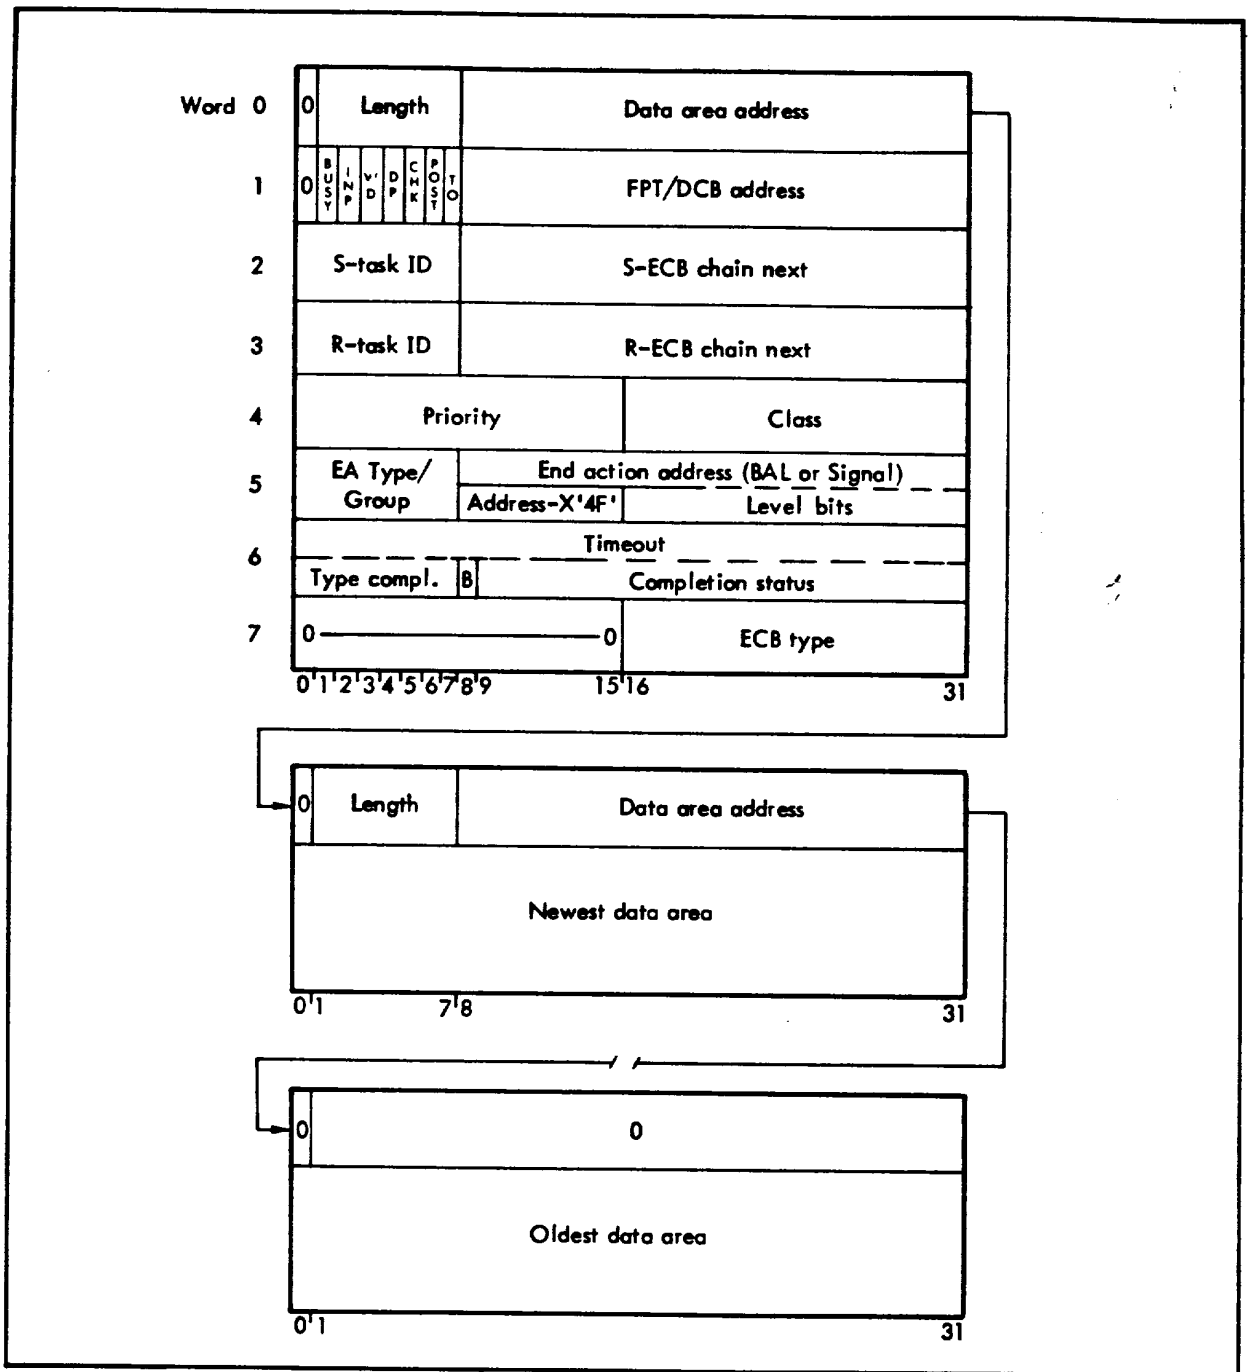 Word 0 0 Length Data area address
1 0 BUSY INP V'D DP CHK POST TO FPT/DCB address
2 S-task ID S-ECB chain next
3 R-task ID R-ECB chain next
4 Priority Class
5 EA Type/ Group End action address (BAL or Signal)
Address-X'4F' Level bits
6 Timeout
Type compl. B Completion status
7 0 0 ECB type
0 1 2 3 4 5 6 7 8 9 15 16 31
0 Length Data area address
Newest data area
0 1 7 8 31
0 0
Oldest data area
0 1 31